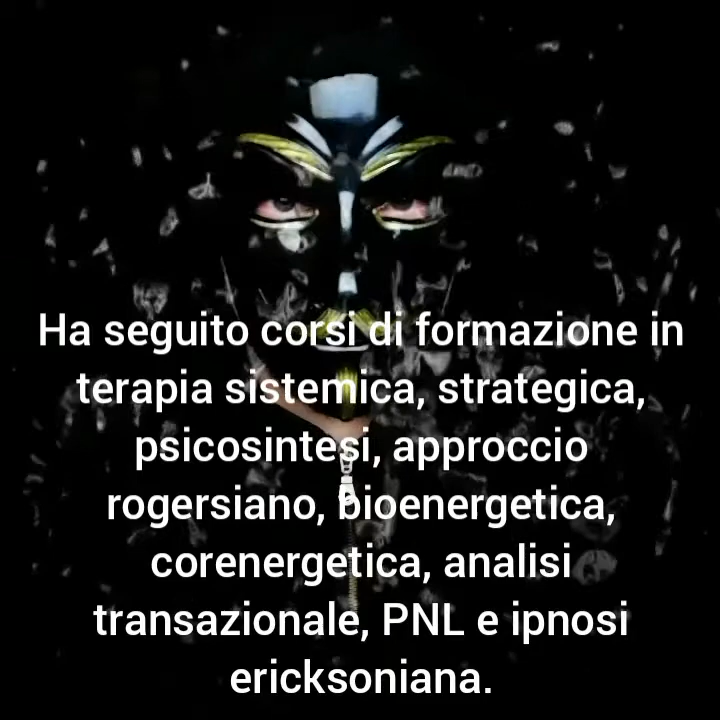 Ha seguito corsi di formazione in
terapia sistemica, strategica,
psicosintesi, approccio
rogersiano, bioenergetica,
corenergetica, analisi
transazionale, PNL e ipnosi
ericksoniana.